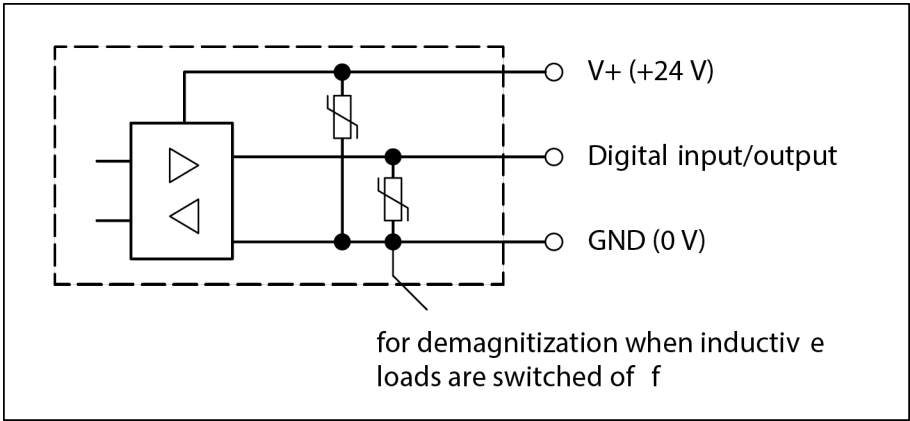 V+ (+24 V)
Digital input/output
GND (0 V)
for demagnitization when inductiv e
loads are switched of f